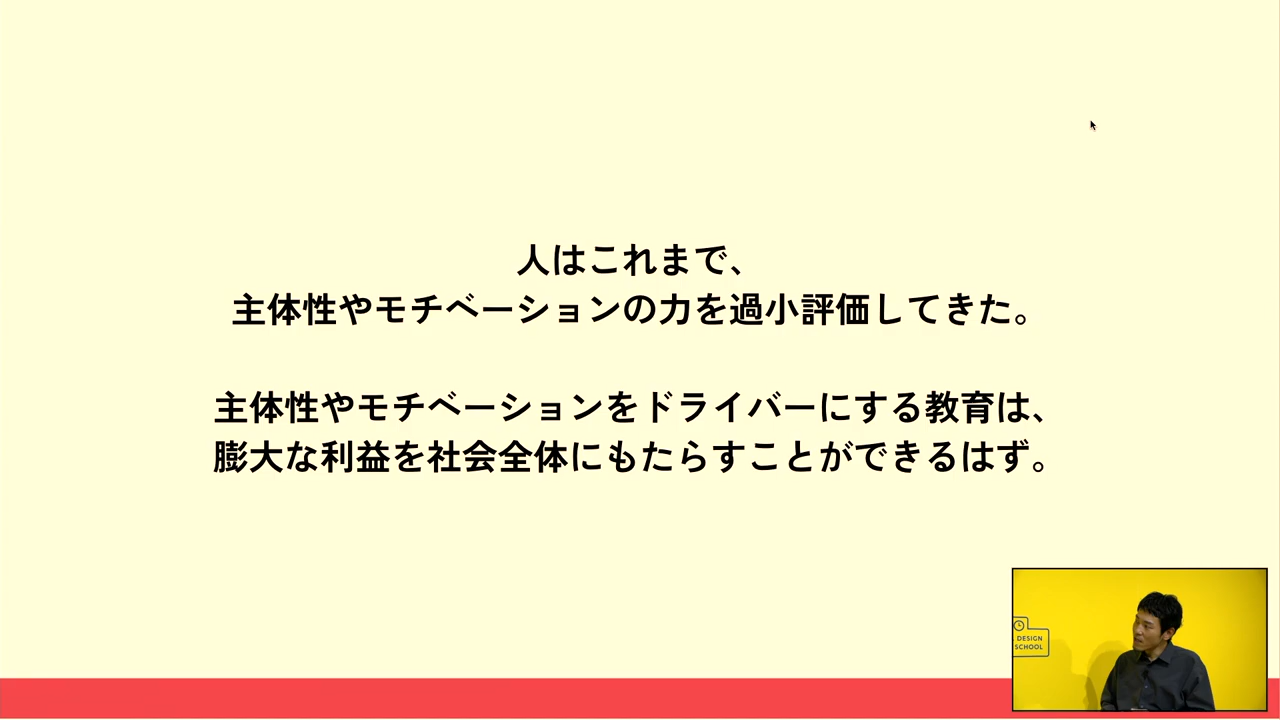 人はこれまで、
主体性やモチベーションの力を過小評価してきた。
主体性やモチベーションをドライバーにする教育は、
膨大な利益を社会全体にもたらすことができるはず。
DESIGN
SCHOOL